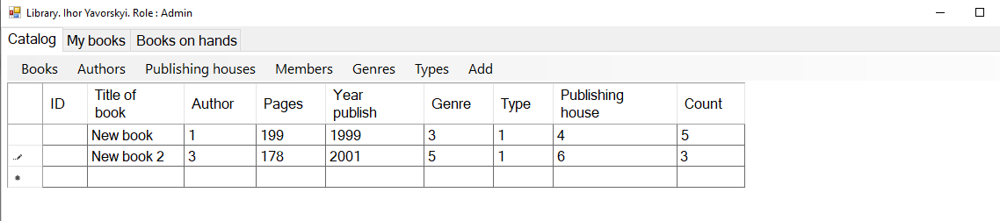 Library. Ihor Yavorskyi. Role : Admin
Catalog My books Books on hands
Books Authors Publishing houses Members Genres Types Add
ID Title of book Author Pages Year publish Genre Type Publishing house Count
New book 1 199 1999 3 1 4 5
New book 2 3 178 2001 5 1 6 3